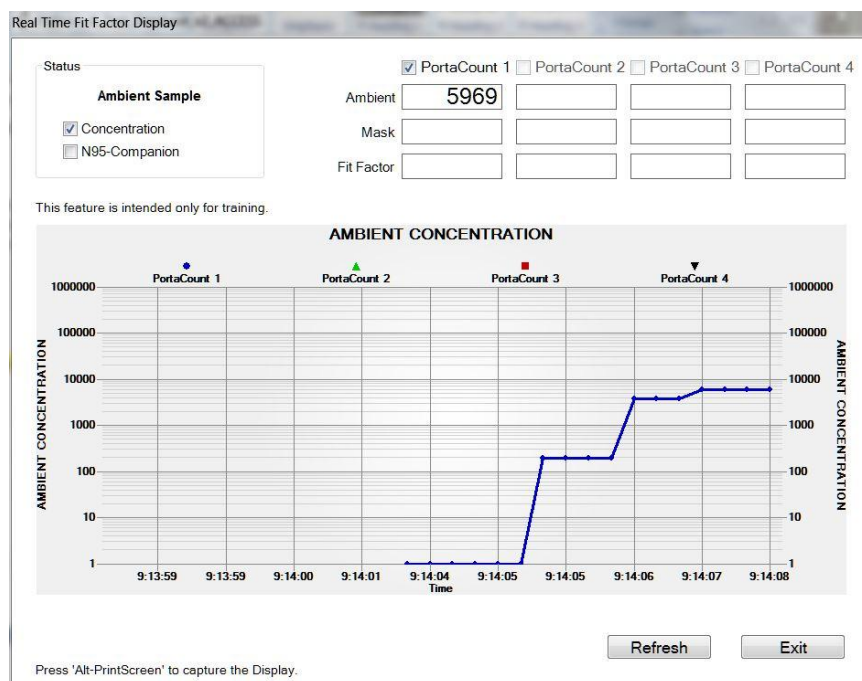 Real Time Fit Factor Display
Status
Ambient Sample
Concentration
N95-Companion
PortaCount 1 PortaCount 2 PortaCount 3 PortaCount 4
Ambient 5969
Mask
Fit Factor
This feature is intended only for training.
AMBIENT CONCENTRATION
PortaCount 1 PortaCount 2 PortaCount 3 PortaCount 4
1000000 1000000
100000 100000
10000 10000
1000 1000
100 100
10 10
1 1
AMBIENT CONCENTRATION
AMBIENT CONCENTRATION
9:13:59 9:13:59 9:14:00 9:14:01 9:14:04 9:14:05 9:14:05 9:14:06 9:14:07 9:14:08
Time
Refresh Exit
Press 'Alt-PrintScreen' to capture the Display.